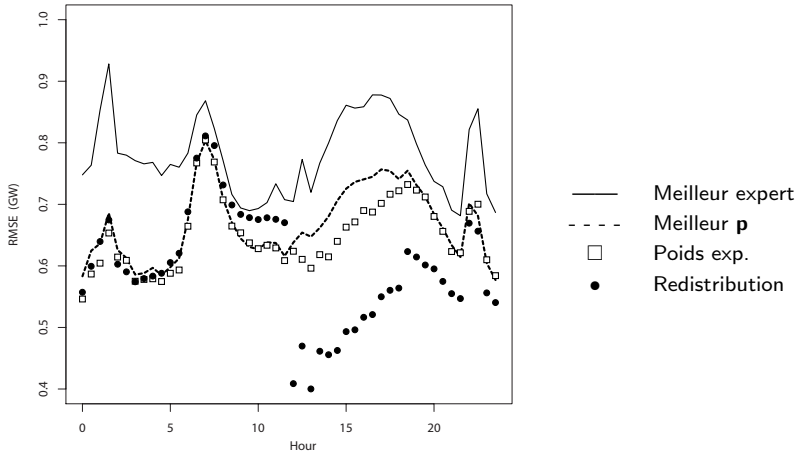 1.0
0.9
0.8
0.7
0.6
0.5
0.4
RMSE (GW)
0 5 10 15 20
Hour
Meilleur expert
Meilleur p
Poids exp.
Redistribution